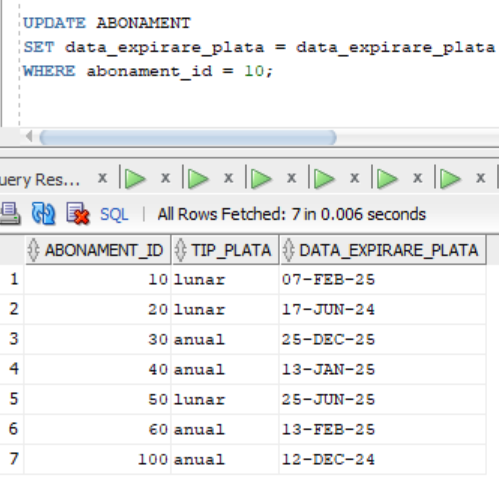 UPDATE ABONAMENT
SET data_expirare_plata = data_expirare_plata
WHERE abonament_id = 10;
uery Res... x x x x x x x
SQL | All Rows Fetched: 7 in 0.006 seconds
ABONAMENT_ID TIP_PLATA DATA_EXPIRARE_PLATA
1 10 lunar 07-FEB-25
2 20 lunar 17-JUN-24
3 30 anual 25-DEC-25
4 40 anual 13-JAN-25
5 50 lunar 25-JUN-25
6 60 anual 13-FEB-25
7 100 anual 12-DEC-24